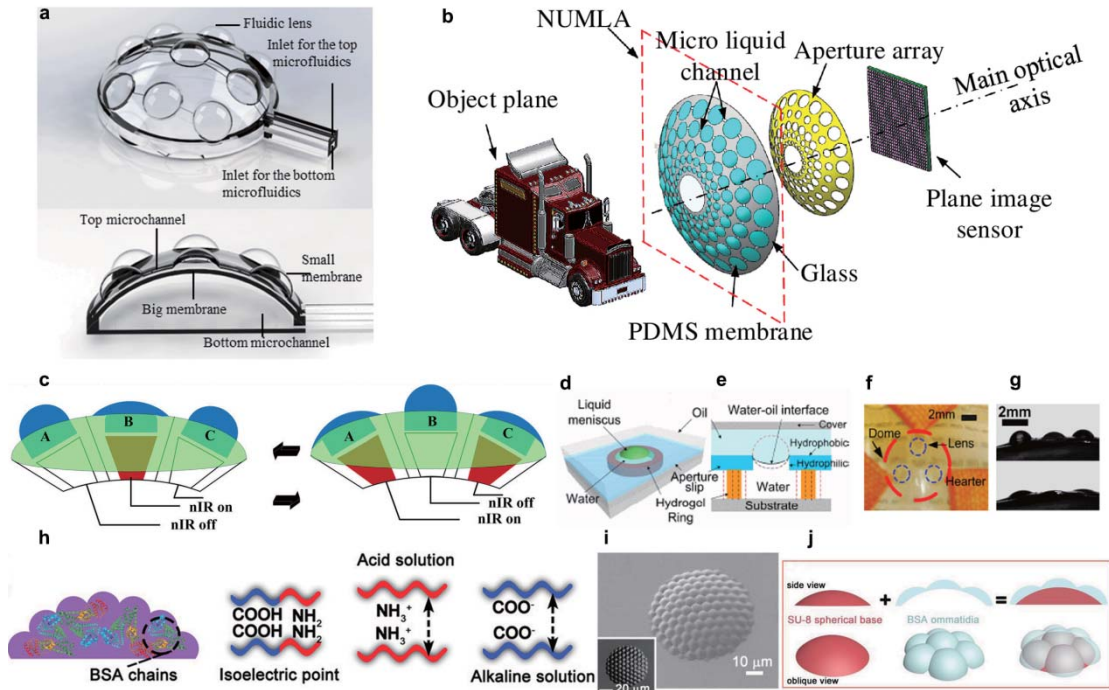 a
Fluidic lens
Inlet for the top
microfluidics
Inlet for the bottom
microfluidics
Top microchannel
Small
membrane
Big membrane
Bottom microchannel
b
NUMLA
Micro liquid
channel
Aperture array
Main optical
axis
Object plane
Plane image
sensor
Glass
PDMS membrane
c
A
B
C
nIR on
nIR off
A
B
C
nIR off
nIR on
d
Liquid
meniscus
Oil
Water
Hydrogel
Ring
Aperture
slip
e
Water-oil interface
Cover
Hydrophobic
Hydrophilic
Water
Substrate
f
2mm
Dome
Lens
Hearter
g
2mm
h
BSA chains
COOH NH2
COOH NH2
Isoelectric point
Acid solution
NH3+
NH3+
COO-
COO-
Alkaline solution
i
10 μm
20 μm
j
side view
+
=
SU-8 spherical base
BSA ommatidia
oblique view